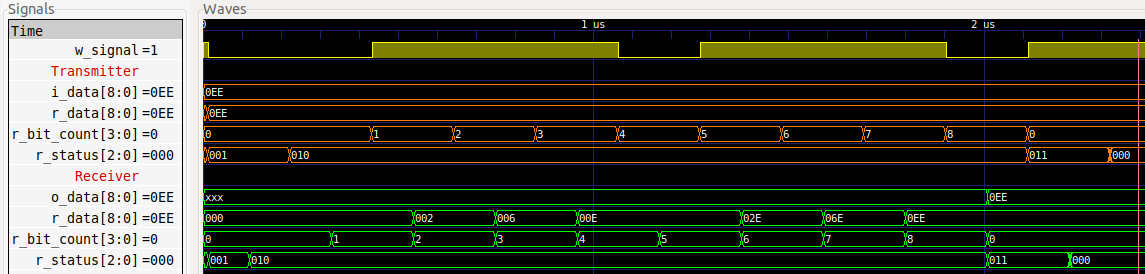 Signals Waves
Time 0 1 us 2 us
w_signal=1
Transmitter
i_data[8:0]=0EE 0EE
r_data[8:0]=0EE 0EE
r_bit_count[3:0]=0 0 1 2 3 4 5 6 7 8 0
r_status[2:0]=000 001 010 011 000
Receiver
o_data[8:0]=0EE xxx 0EE
r_data[8:0]=0EE 000 002 006 00E 02E 06E 0EE
r_bit_count[3:0]=0 0 1 2 3 4 5 6 7 8 0
r_status[2:0]=000 001 010 011 000